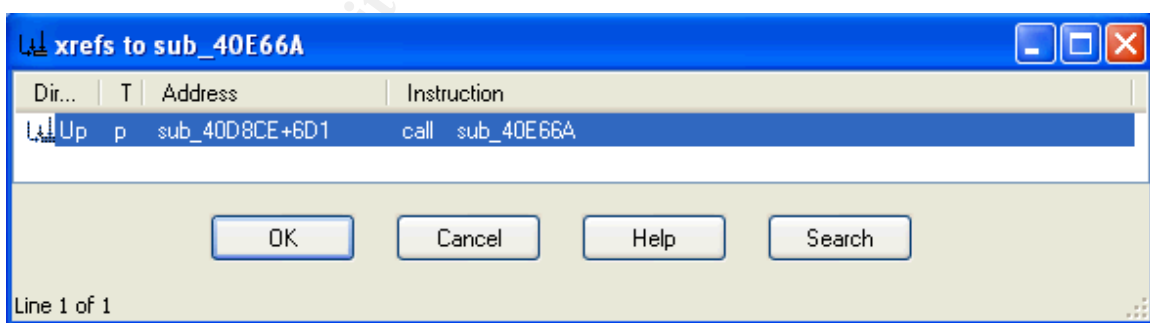 xrefs to sub_40E66A
Dir... T Address Instruction
Up p sub_40D8CE+6D1 call sub_40E66A
OK Cancel Help Search
Line 1 of 1